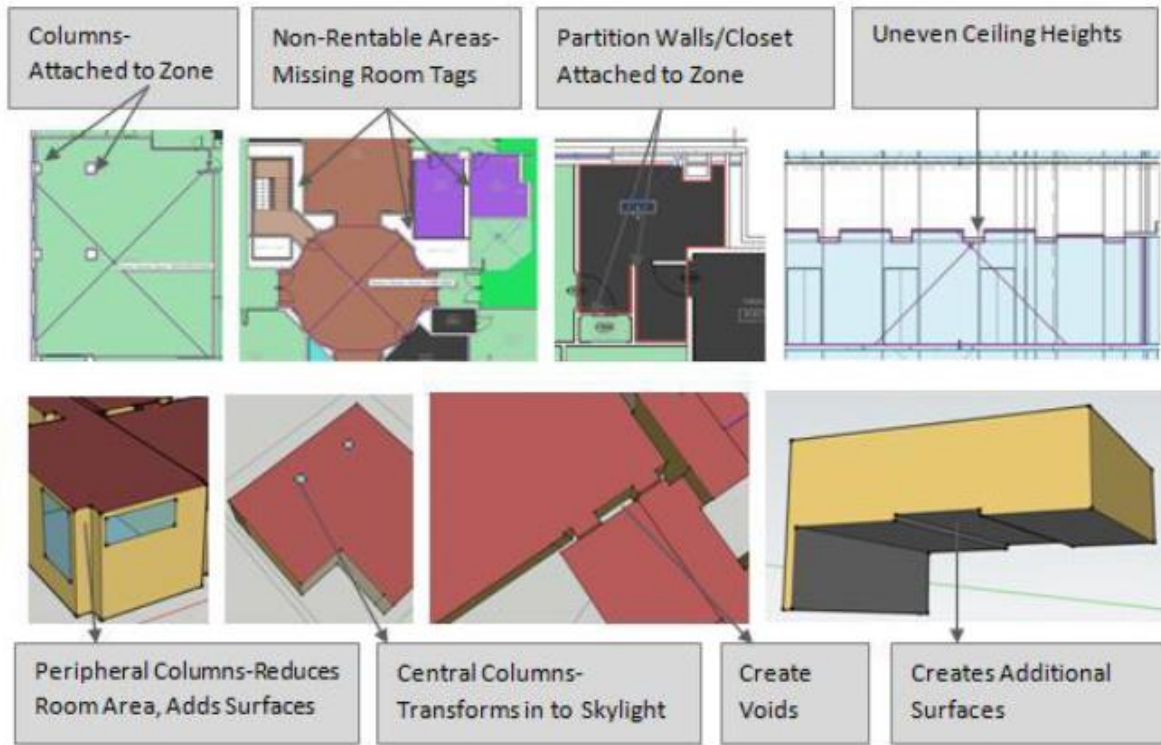 Columns-
Attached to Zone
Non-Rentable Areas-
Missing Room Tags
Partition Walls/Closet
Attached to Zone
Uneven Ceiling Heights
Peripheral Columns-Reduces
Room Area, Adds Surfaces
Central Columns-
Transforms in to Skylight
Create
Voids
Creates Additional
Surfaces